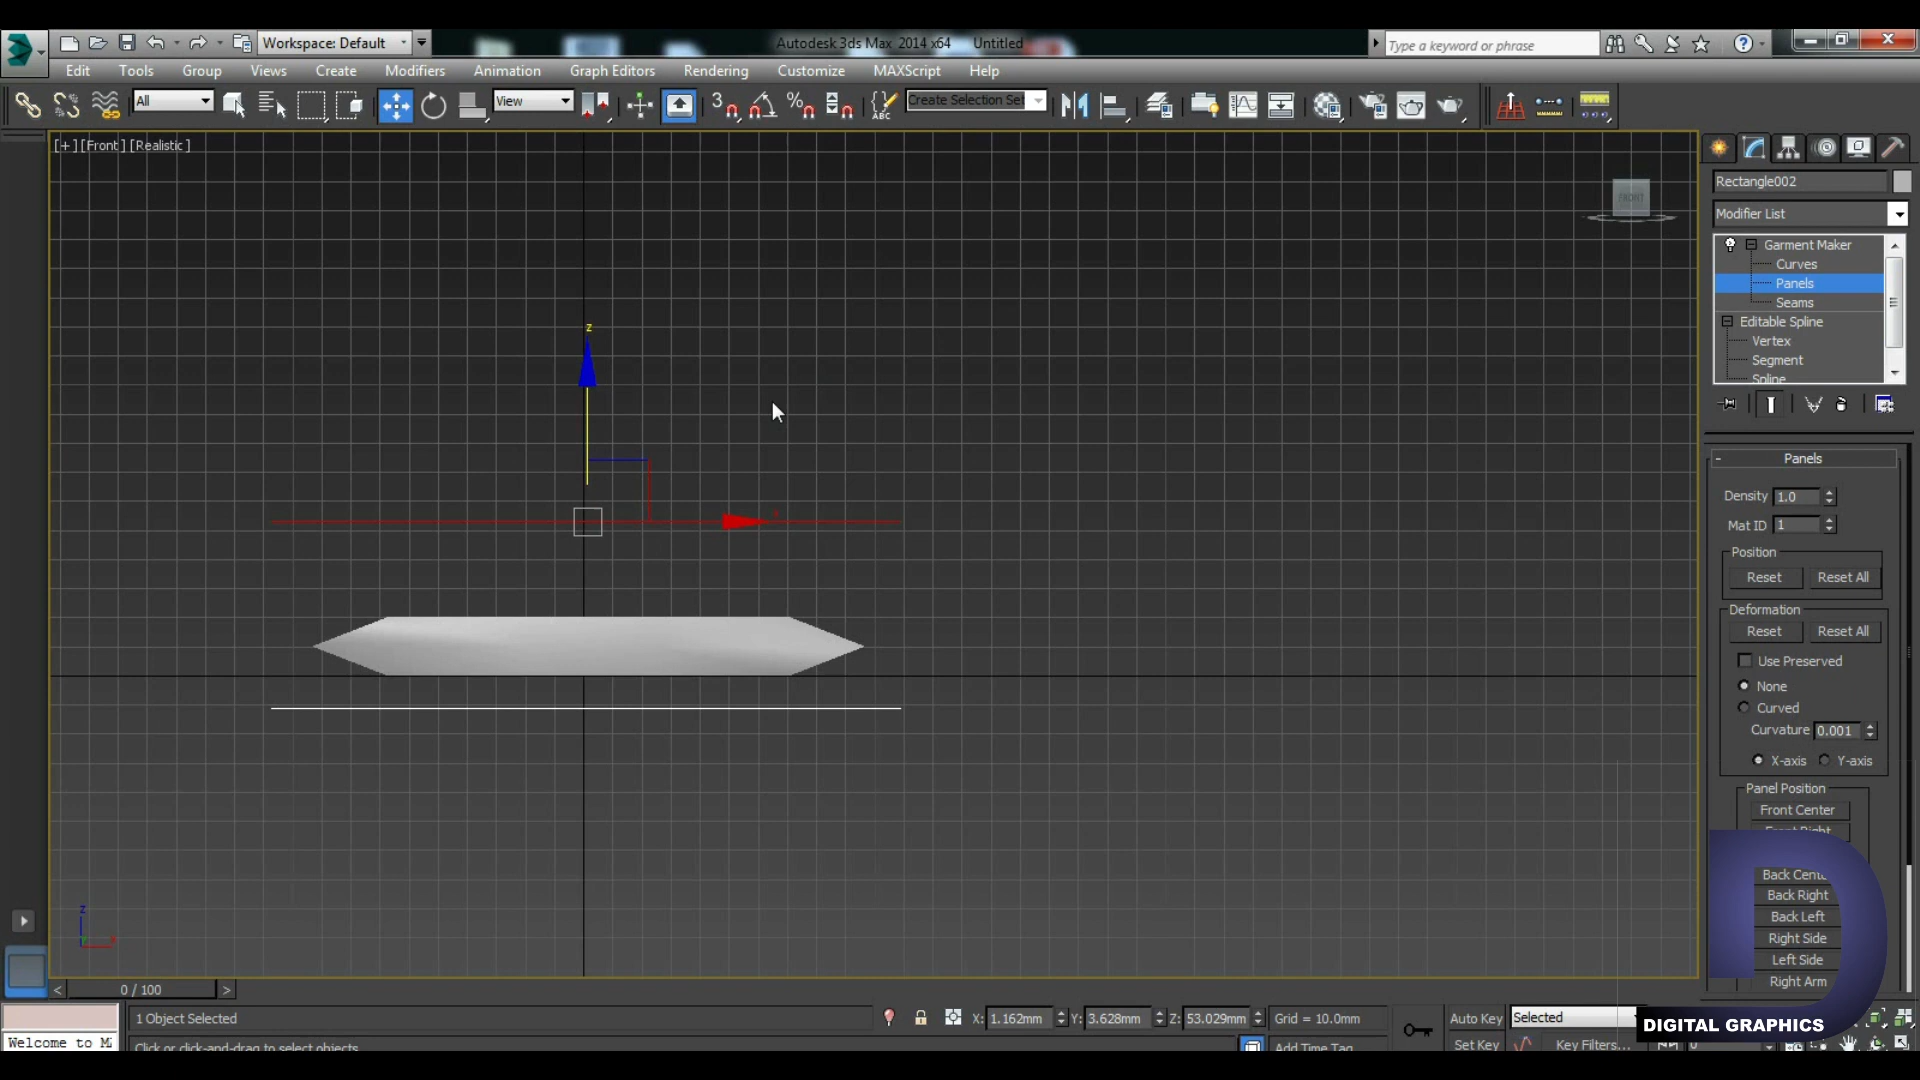 Workspace: Default
Autodesk 3ds Max 2014 x64 Untitled
Type a keyword or phrase
Edit Tools Group Views Create Modifiers Animation Graph Editors Rendering Customize MAXScript Help
All
View
3
ABC
Create Selection Set
[+] [Front] [Realistic]
FRONT
Rectangle002
Modifier List
Garment Maker
Curves
Panels
Seams
Editable Spline
Vertex
Segment
Spline
z
x
Panels
Density 1.0
Mat ID 1
Position
Reset Reset All
Deformation
Reset Reset All
Use Preserved
None
Curved
Curvature 0.001
X-axis Y-axis
Panel Position
Front Center
Front Right
Back Cente
Back Right
Back Left
Right Side
Left Side
Right Arm
z
x
< 0 / 100 >
1 Object Selected
X: 1.162mm Y: 3.628mm Z: 53.029mm Grid = 10.0mm
Auto Key Selected
Welcome to M
Click or click-and-drag to select objects
Add Time Tag
Set Key Key Filters... 0
DIGITAL GRAPHICS